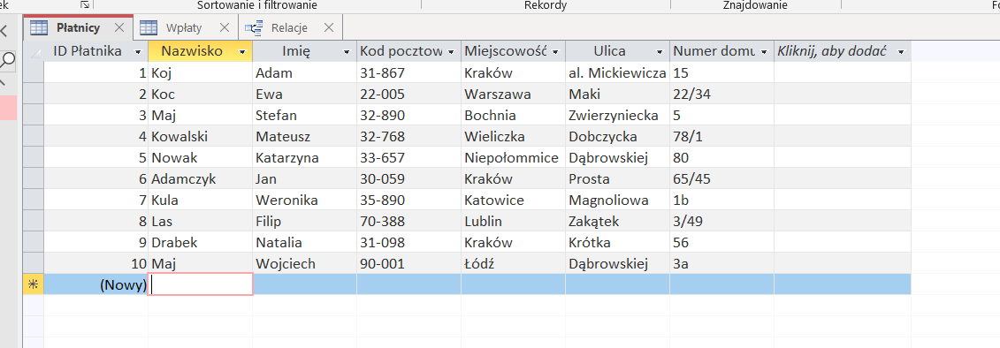 ek Sortowanie i filtrowanie Rekordy Znajdowanie Fo
Płatnicy Wpłaty Relacje
ID Płatnika Nazwisko Imię Kod pocztow Miejscowość Ulica Numer domu Kliknij, aby dodać
1 Koj Adam 31-867 Kraków al. Mickiewicza 15
2 Koc Ewa 22-005 Warszawa Maki 22/34
3 Maj Stefan 32-890 Bochnia Zwierzyniecka 5
4 Kowalski Mateusz 32-768 Wieliczka Dobczycka 78/1
5 Nowak Katarzyna 33-657 Niepołommice Dąbrowskiej 80
6 Adamczyk Jan 30-059 Kraków Prosta 65/45
7 Kula Weronika 35-890 Katowice Magnoliowa 1b
8 Las Filip 70-388 Lublin Zakątek 3/49
9 Drabek Natalia 31-098 Kraków Krótka 56
10 Maj Wojciech 90-001 Łódź Dąbrowskiej 3a
(Nowy)